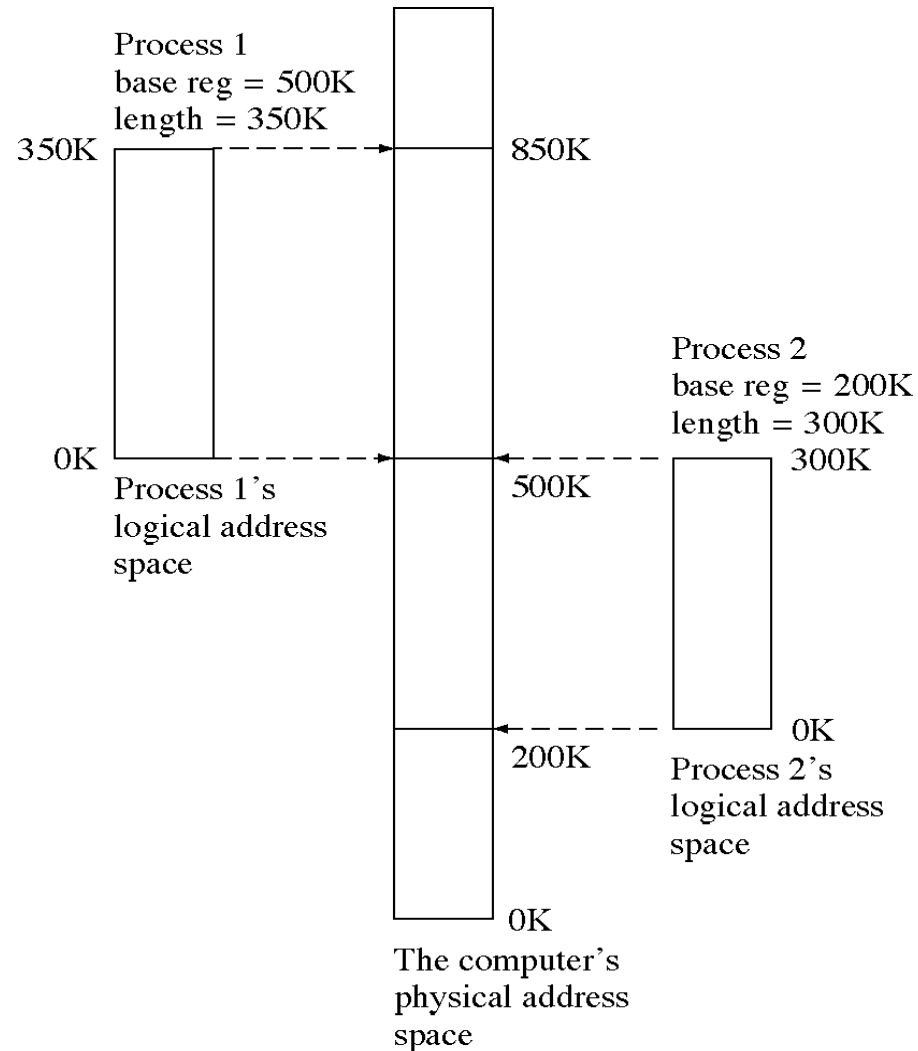 Process 1
base reg = 500K
length = 350K
350K
850K
Process 2
base reg = 200K
length = 300K
0K
300K
500K
Process 1's
logical address
space
0K
200K
Process 2's
logical address
space
0K
The computer's
physical address
space